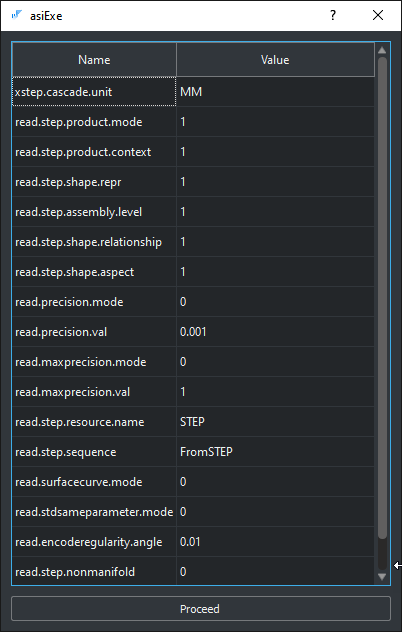 asiExe
Name Value
xstep.cascade.unit MM
read.step.product.mode 1
read.step.product.context 1
read.step.shape.repr 1
read.step.assembly.level 1
read.step.shape.relationship 1
read.step.shape.aspect 1
read.precision.mode 0
read.precision.val 0.001
read.maxprecision.mode 0
read.maxprecision.val 1
read.step.resource.name STEP
read.step.sequence FromSTEP
read.surfacecurve.mode 0
read.stdsameparameter.mode 0
read.encoderegularity.angle 0.01
read.step.nonmanifold 0
Proceed